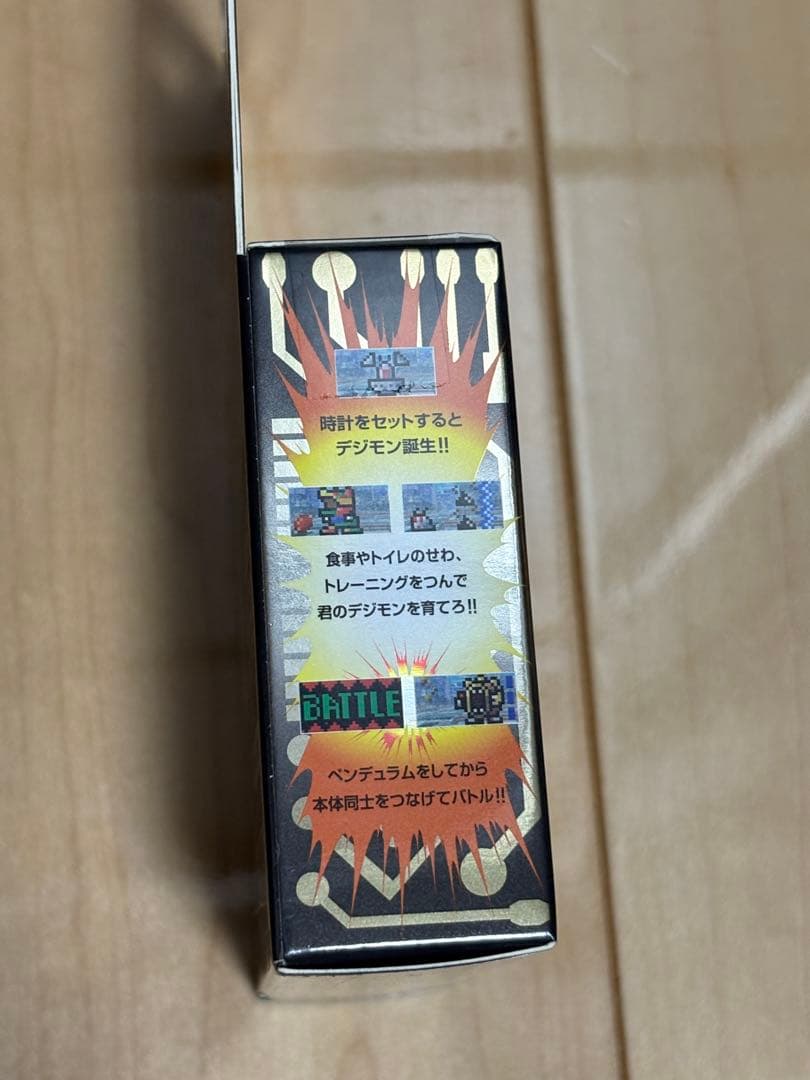 時計をセットすると
デジモン誕生!!
食事やトイレのせわ、
トレーニングをつんで
君のデジモンを育てろ!!
BATTLE
ペンデュラムをしてから
本体同士をつなげてバトル!!